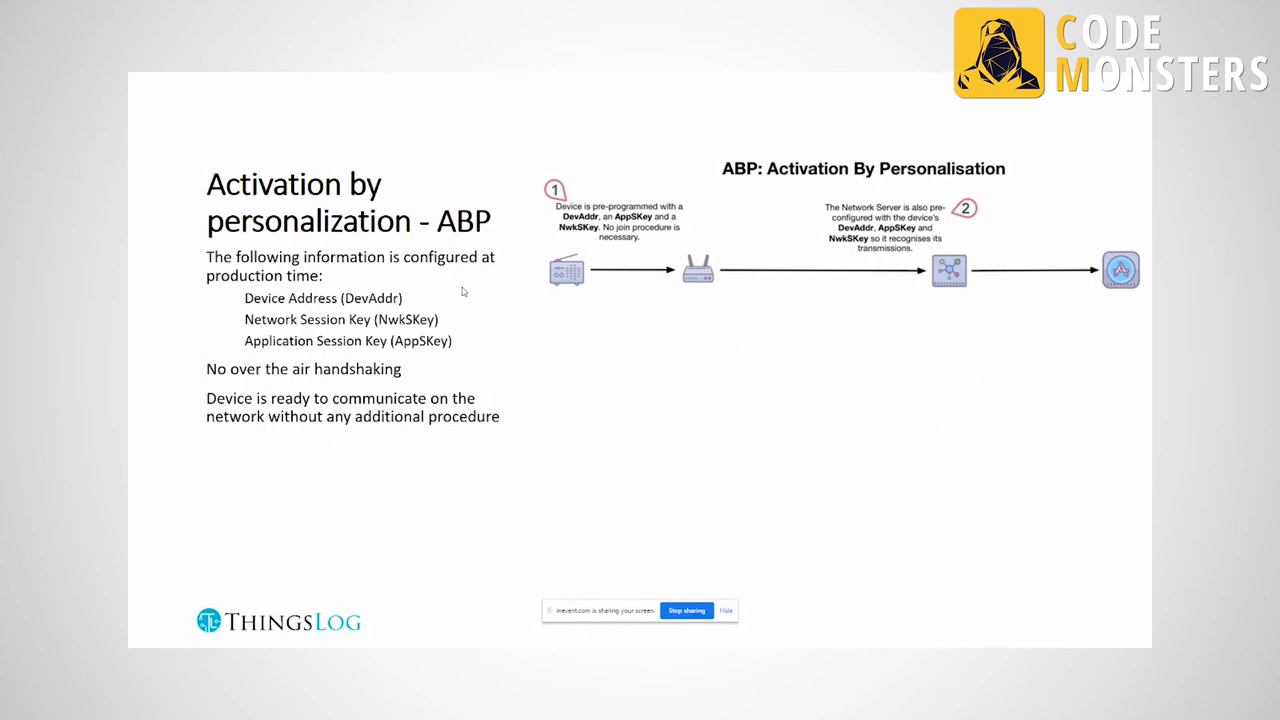 CODE
MONSTERS
Activation by
personalization - ABP
The following information is configured at
production time:
Device Address (DevAddr)
Network Session Key (NwkSKey)
Application Session Key (AppSKey)
No over the air handshaking
Device is ready to communicate on the
network without any additional procedure
ABP: Activation By Personalisation
1
Device is pre-programmed with a
DevAddr, an AppSKey and a
NwkSKey. No join procedure is
necessary.
2
The Network Server is also pre-
configured with the device's
DevAddr, AppSKey and
NwkSKey so it recognises its
transmissions.
THINGSLOG
inevent.com is sharing your screen. Stop sharing Hide